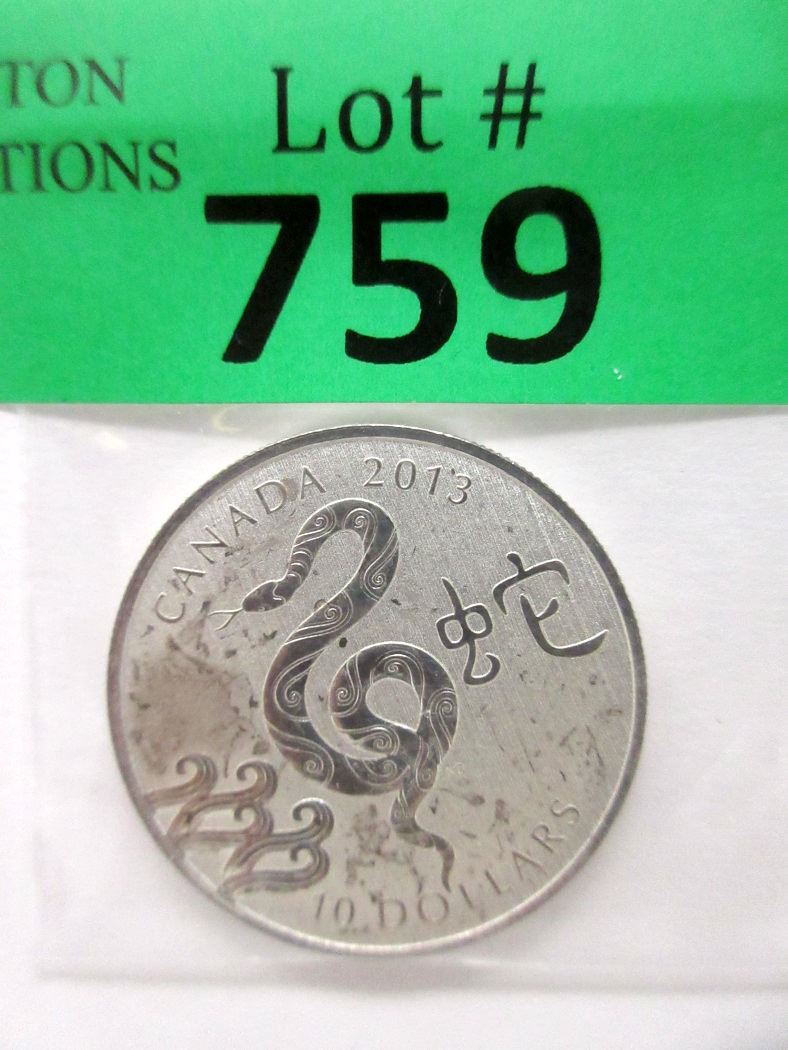 TON
TIONS
Lot #
759
CANADA 2013
蛇
10 DOLLARS